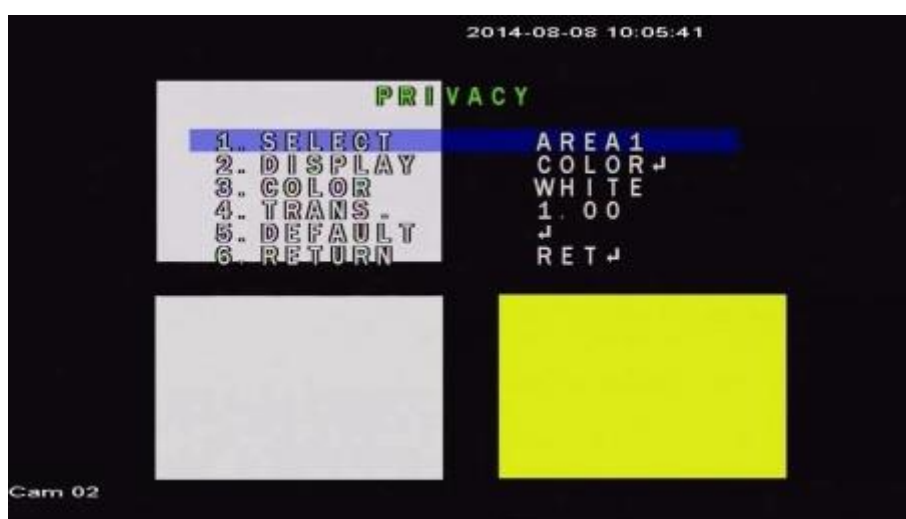 2014-08-08 10:05:41
PRIVACY
1. SELECT AREA1
2. DISPLAY COLOR↲
3. COLOR WHITE
4. TRANS. 1.00
5. DEFAULT ↲
6. RETURN RET↲
Cam 02